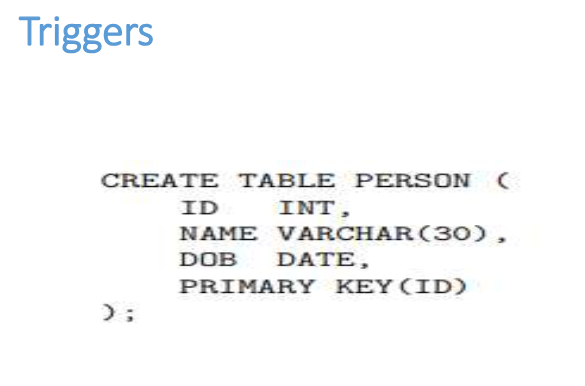 Triggers
CREATE TABLE PERSON (
ID INT,
NAME VARCHAR(30),
DOB DATE,
PRIMARY KEY(ID)
);